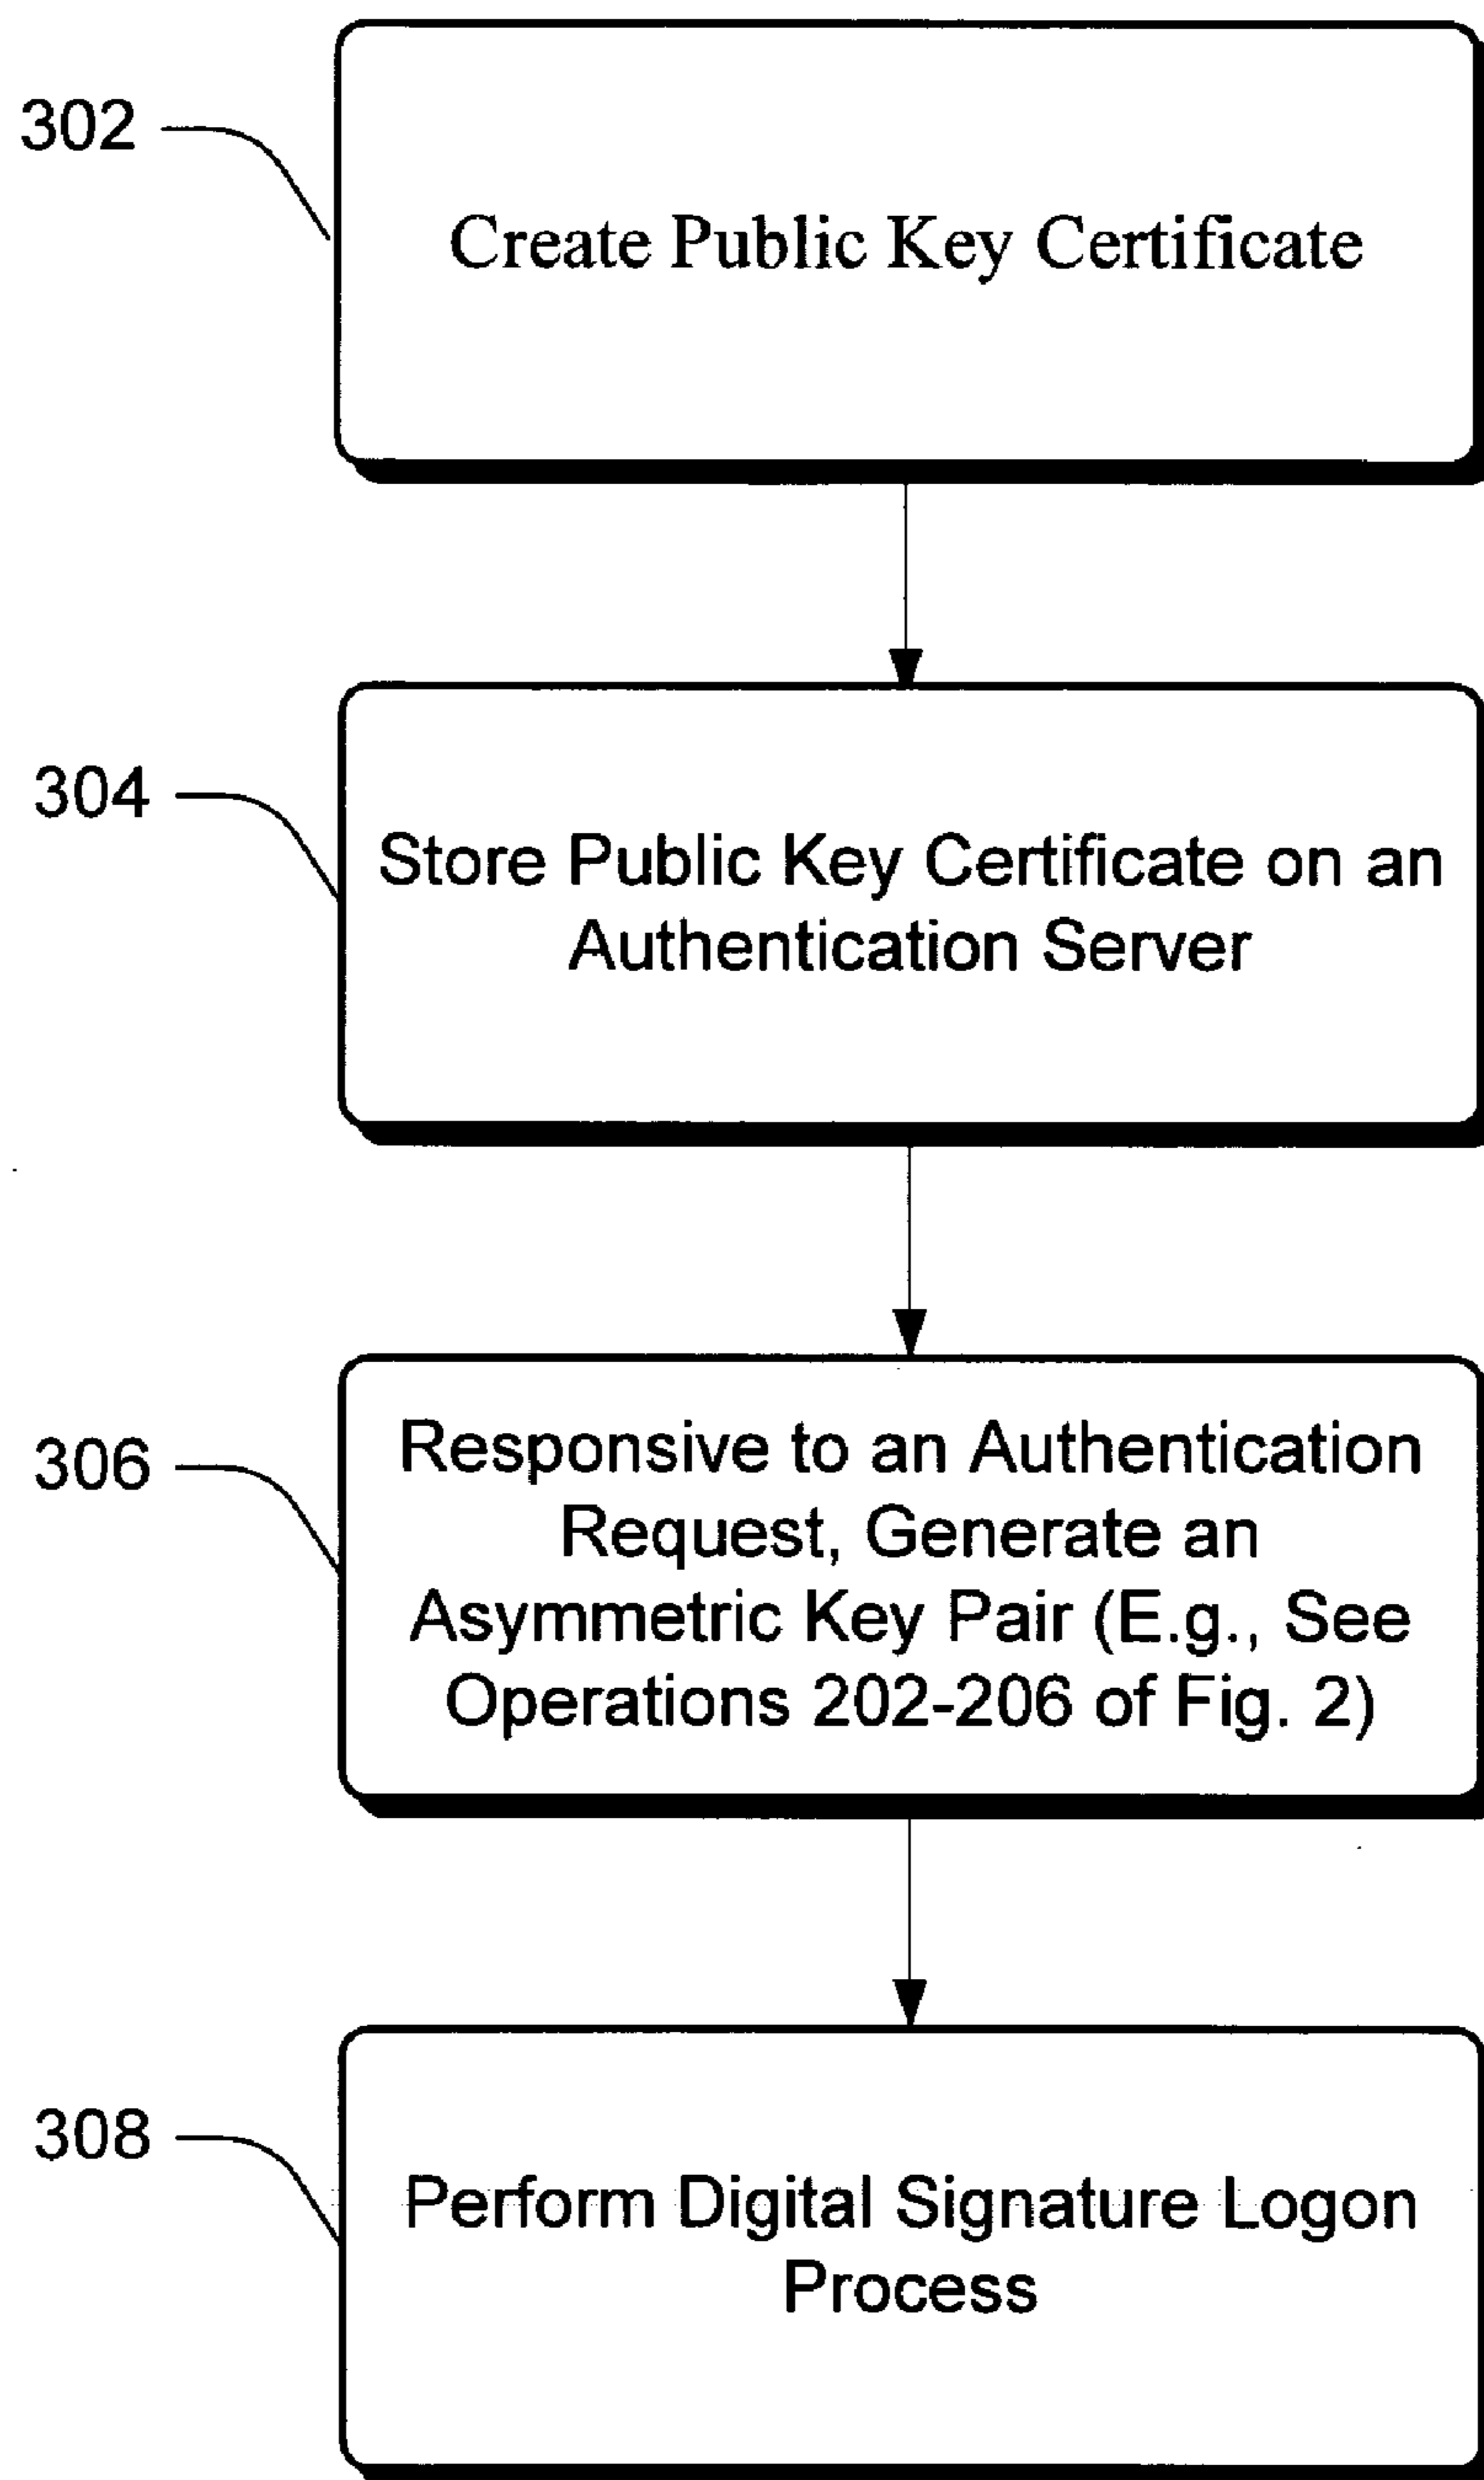 302
Create Public Key Certificate
304
Store Public Key Certificate on an
Authentication Server
306
Responsive to an Authentication
Request, Generate an
Asymmetric Key Pair (E.g., See
Operations 202-206 of Fig. 2)
308
Perform Digital Signature Logon
Process